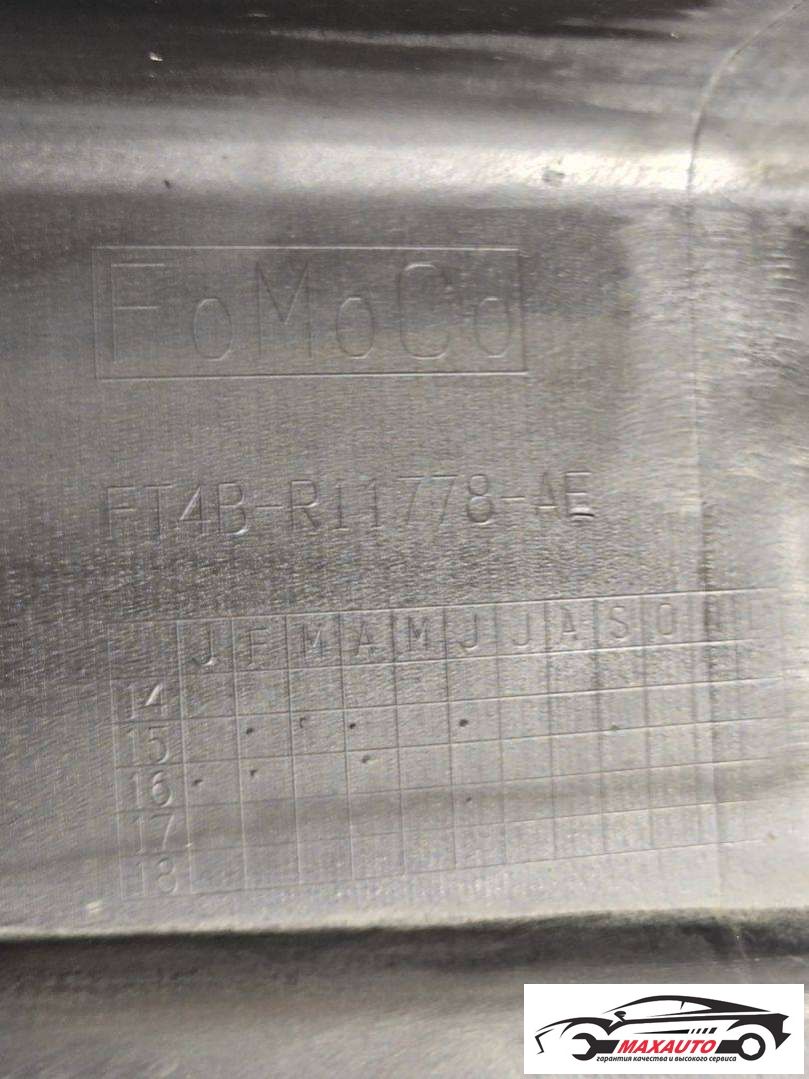 FoMoCo
FT4B-R11778-AE
J F M A M J J A S O
14
15
16
17
18
MAXAUTO
гарантия качества и высокого сервиса